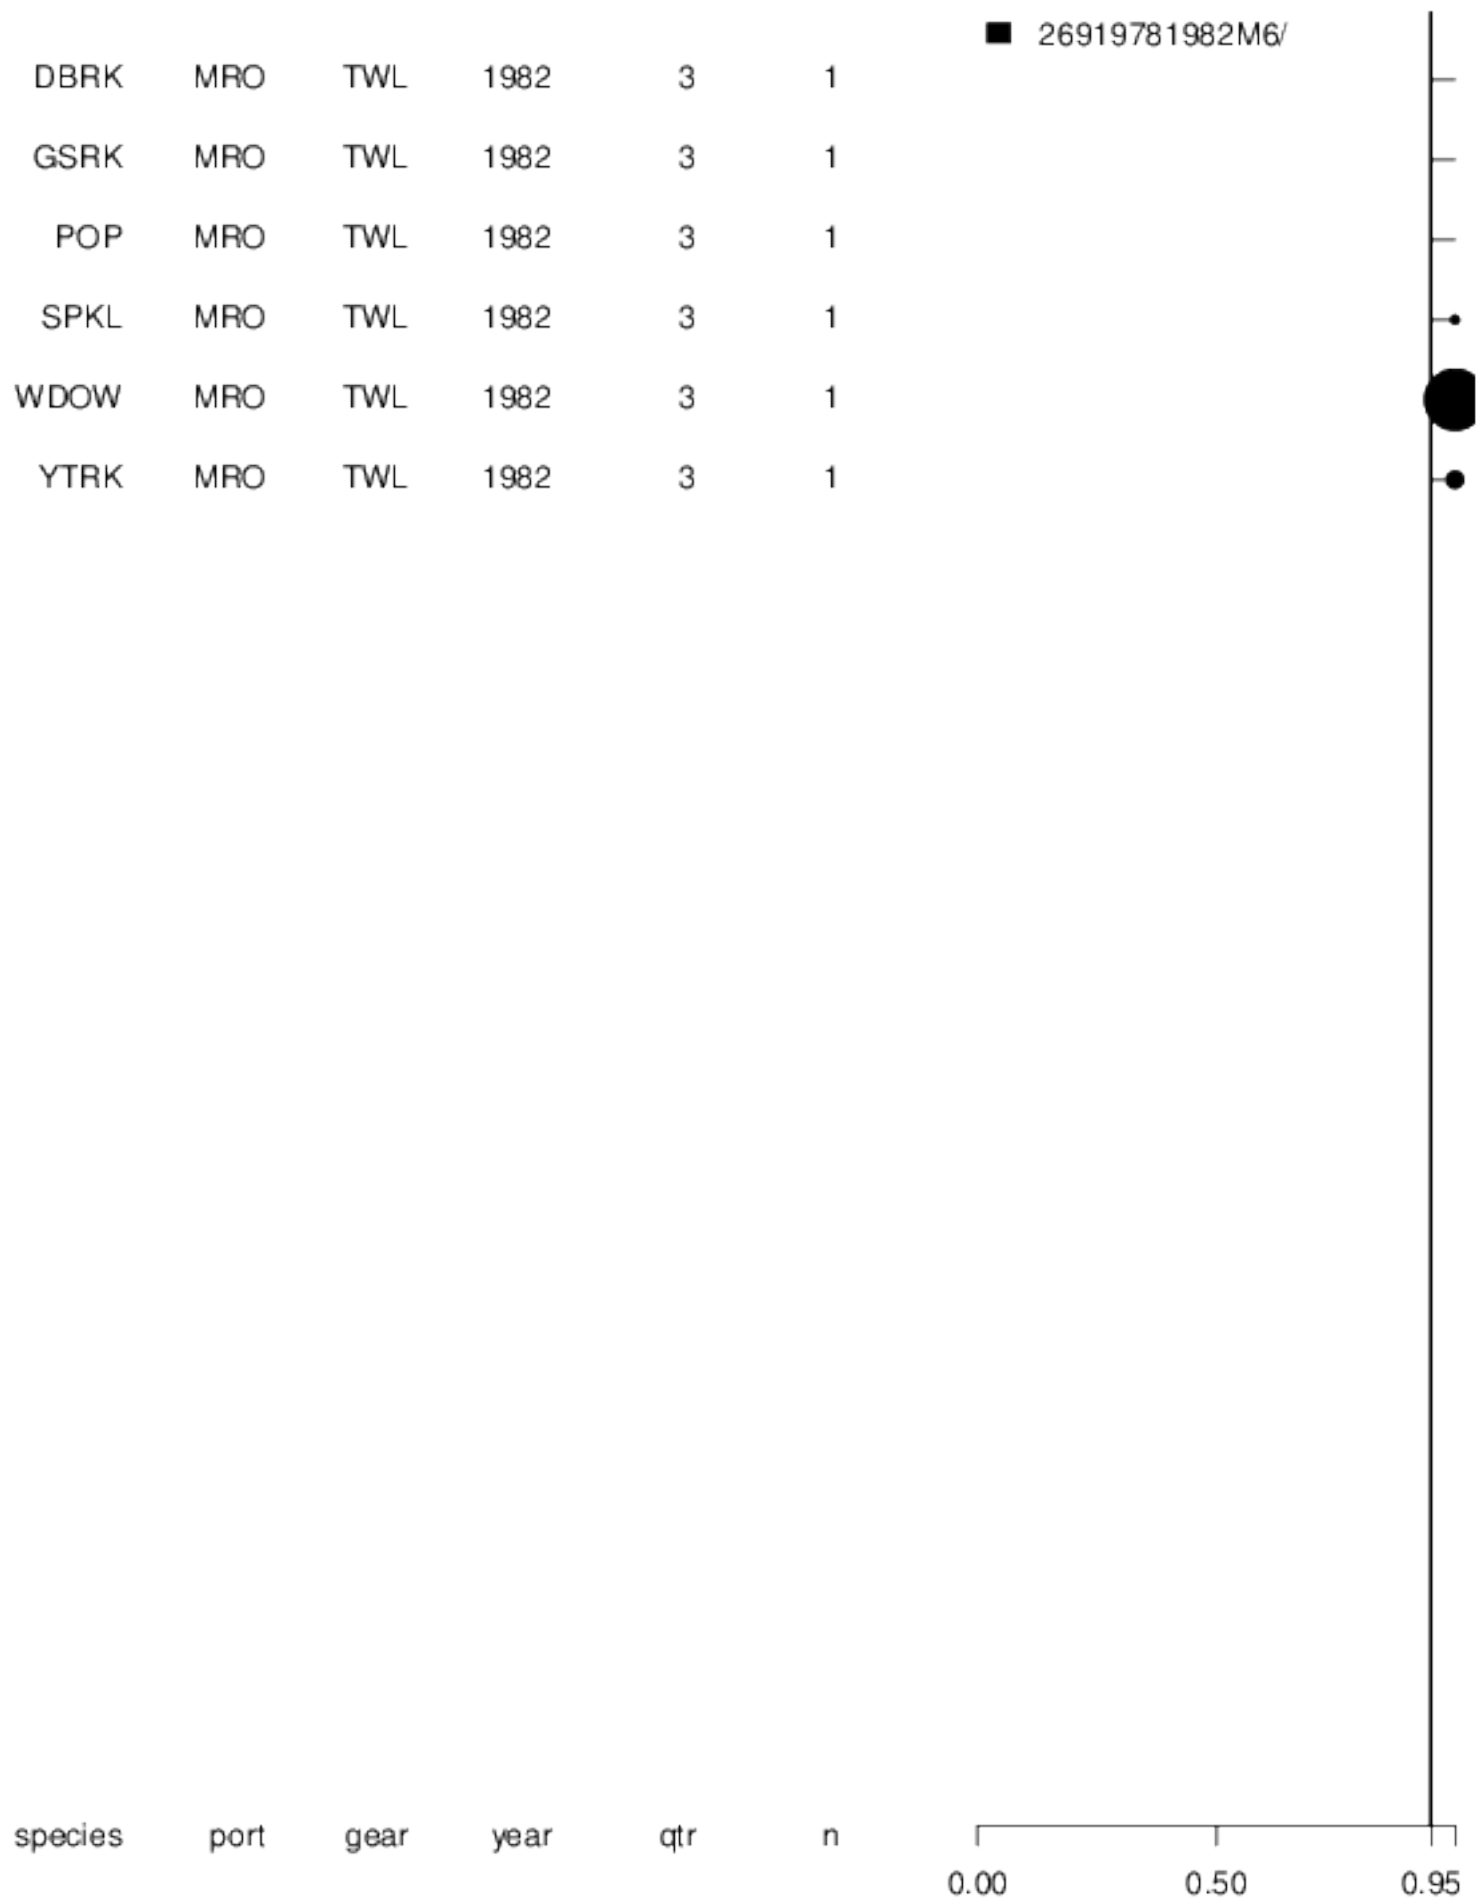 26919781982M6/
DBRK MRO TWL 1982 3 1
GSRK MRO TWL 1982 3 1
POP MRO TWL 1982 3 1
SPKL MRO TWL 1982 3 1
WDOW MRO TWL 1982 3 1
YTRK MRO TWL 1982 3 1
species port gear year qtr n
0.00 0.50 0.95